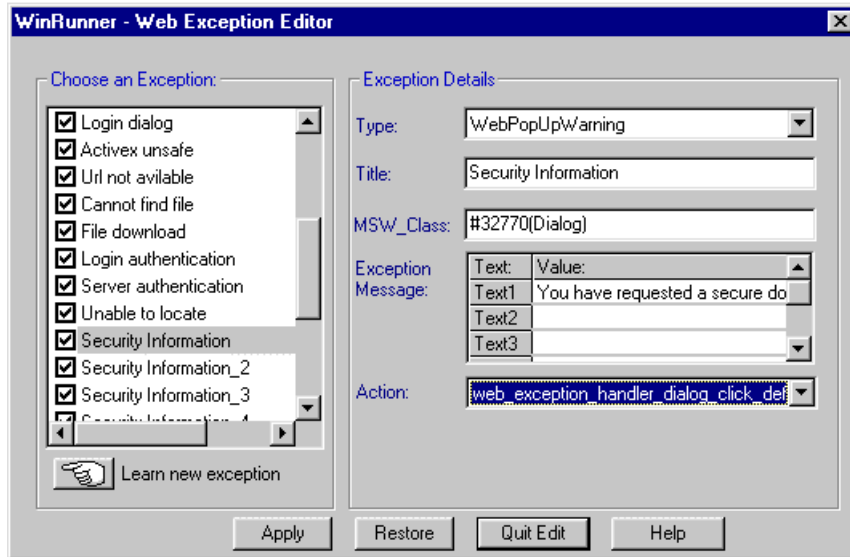 WinRunner - Web Exception Editor
Choose an Exception:
Login dialog
Activex unsafe
Url not avilable
Cannot find file
File download
Login authentication
Server authentication
Unable to locate
Security Information
Security Information_2
Security Information_3
Security Information_4
Learn new exception
Exception Details
Type: WebPopUpWarning
Title: Security Information
MSW_Class: #32770(Dialog)
Exception Message:
Text: Value:
Text1 You have requested a secure do
Text2
Text3
Action: web_exception_handler_dialog_click_def
Apply Restore Quit Edit Help